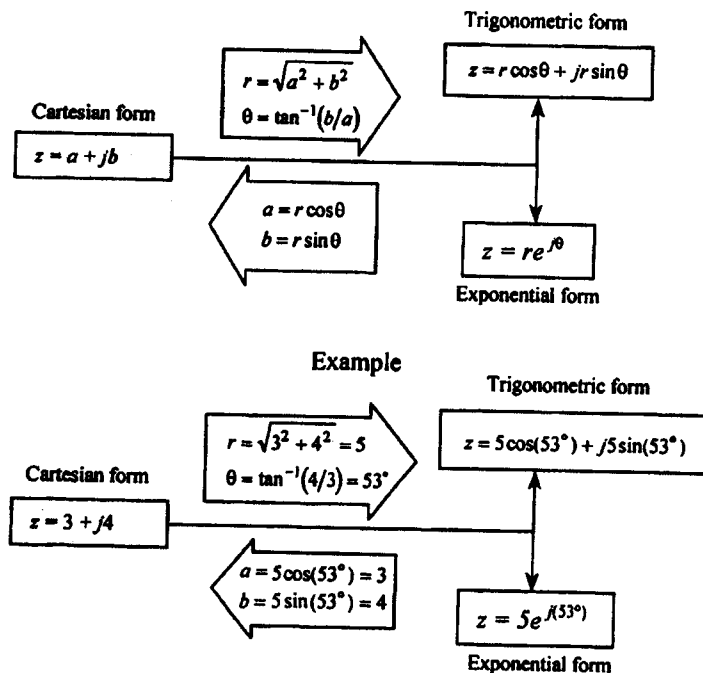 Trigonometric form
z = r cosθ + jr sinθ
r = √a² + b²
θ = tan⁻¹(b/a)
Cartesian form
z = a + jb
a = r cosθ
b = r sinθ
z = re^{jθ}
Exponential form
Example
Trigonometric form
z = 5cos(53°) + j5sin(53°)
r = √3² + 4² = 5
θ = tan⁻¹(4/3) = 53°
Cartesian form
z = 3 + j4
a = 5cos(53°) = 3
b = 5sin(53°) = 4
z = 5e^{j(53°)}
Exponential form